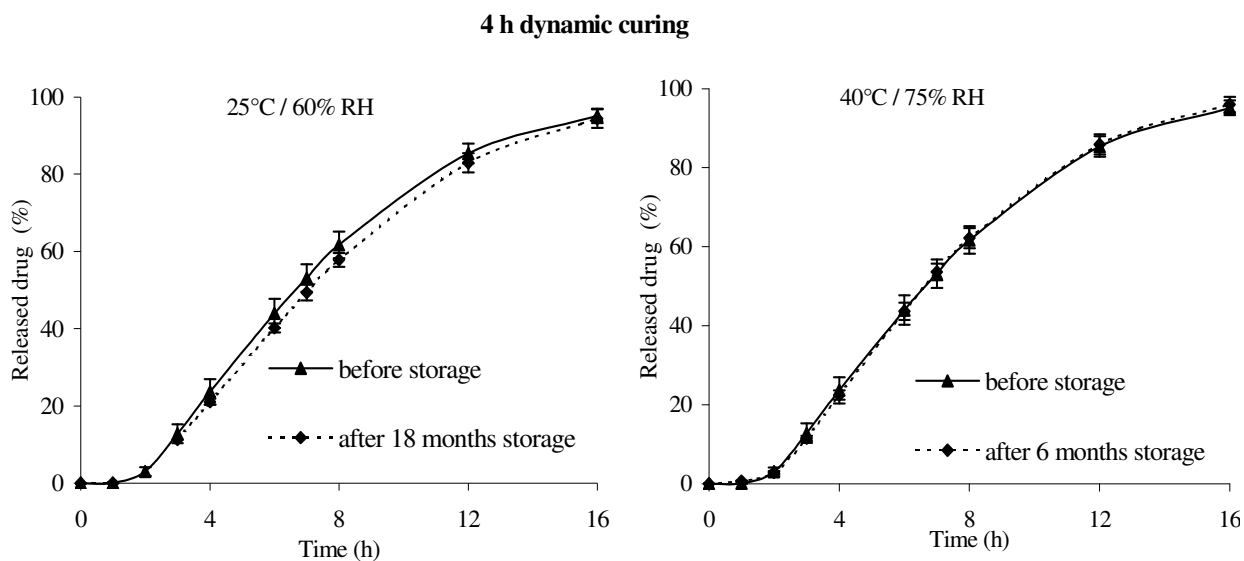 4 h dynamic curing
25°C / 60% RH
Released drug (%)
100
80
60
40
20
0
before storage
after 18 months storage
0 4 8 12 16
Time (h)
40°C / 75% RH
Released drug (%)
100
80
60
40
20
0
before storage
after 6 months storage
0 4 8 12 16
Time (h)